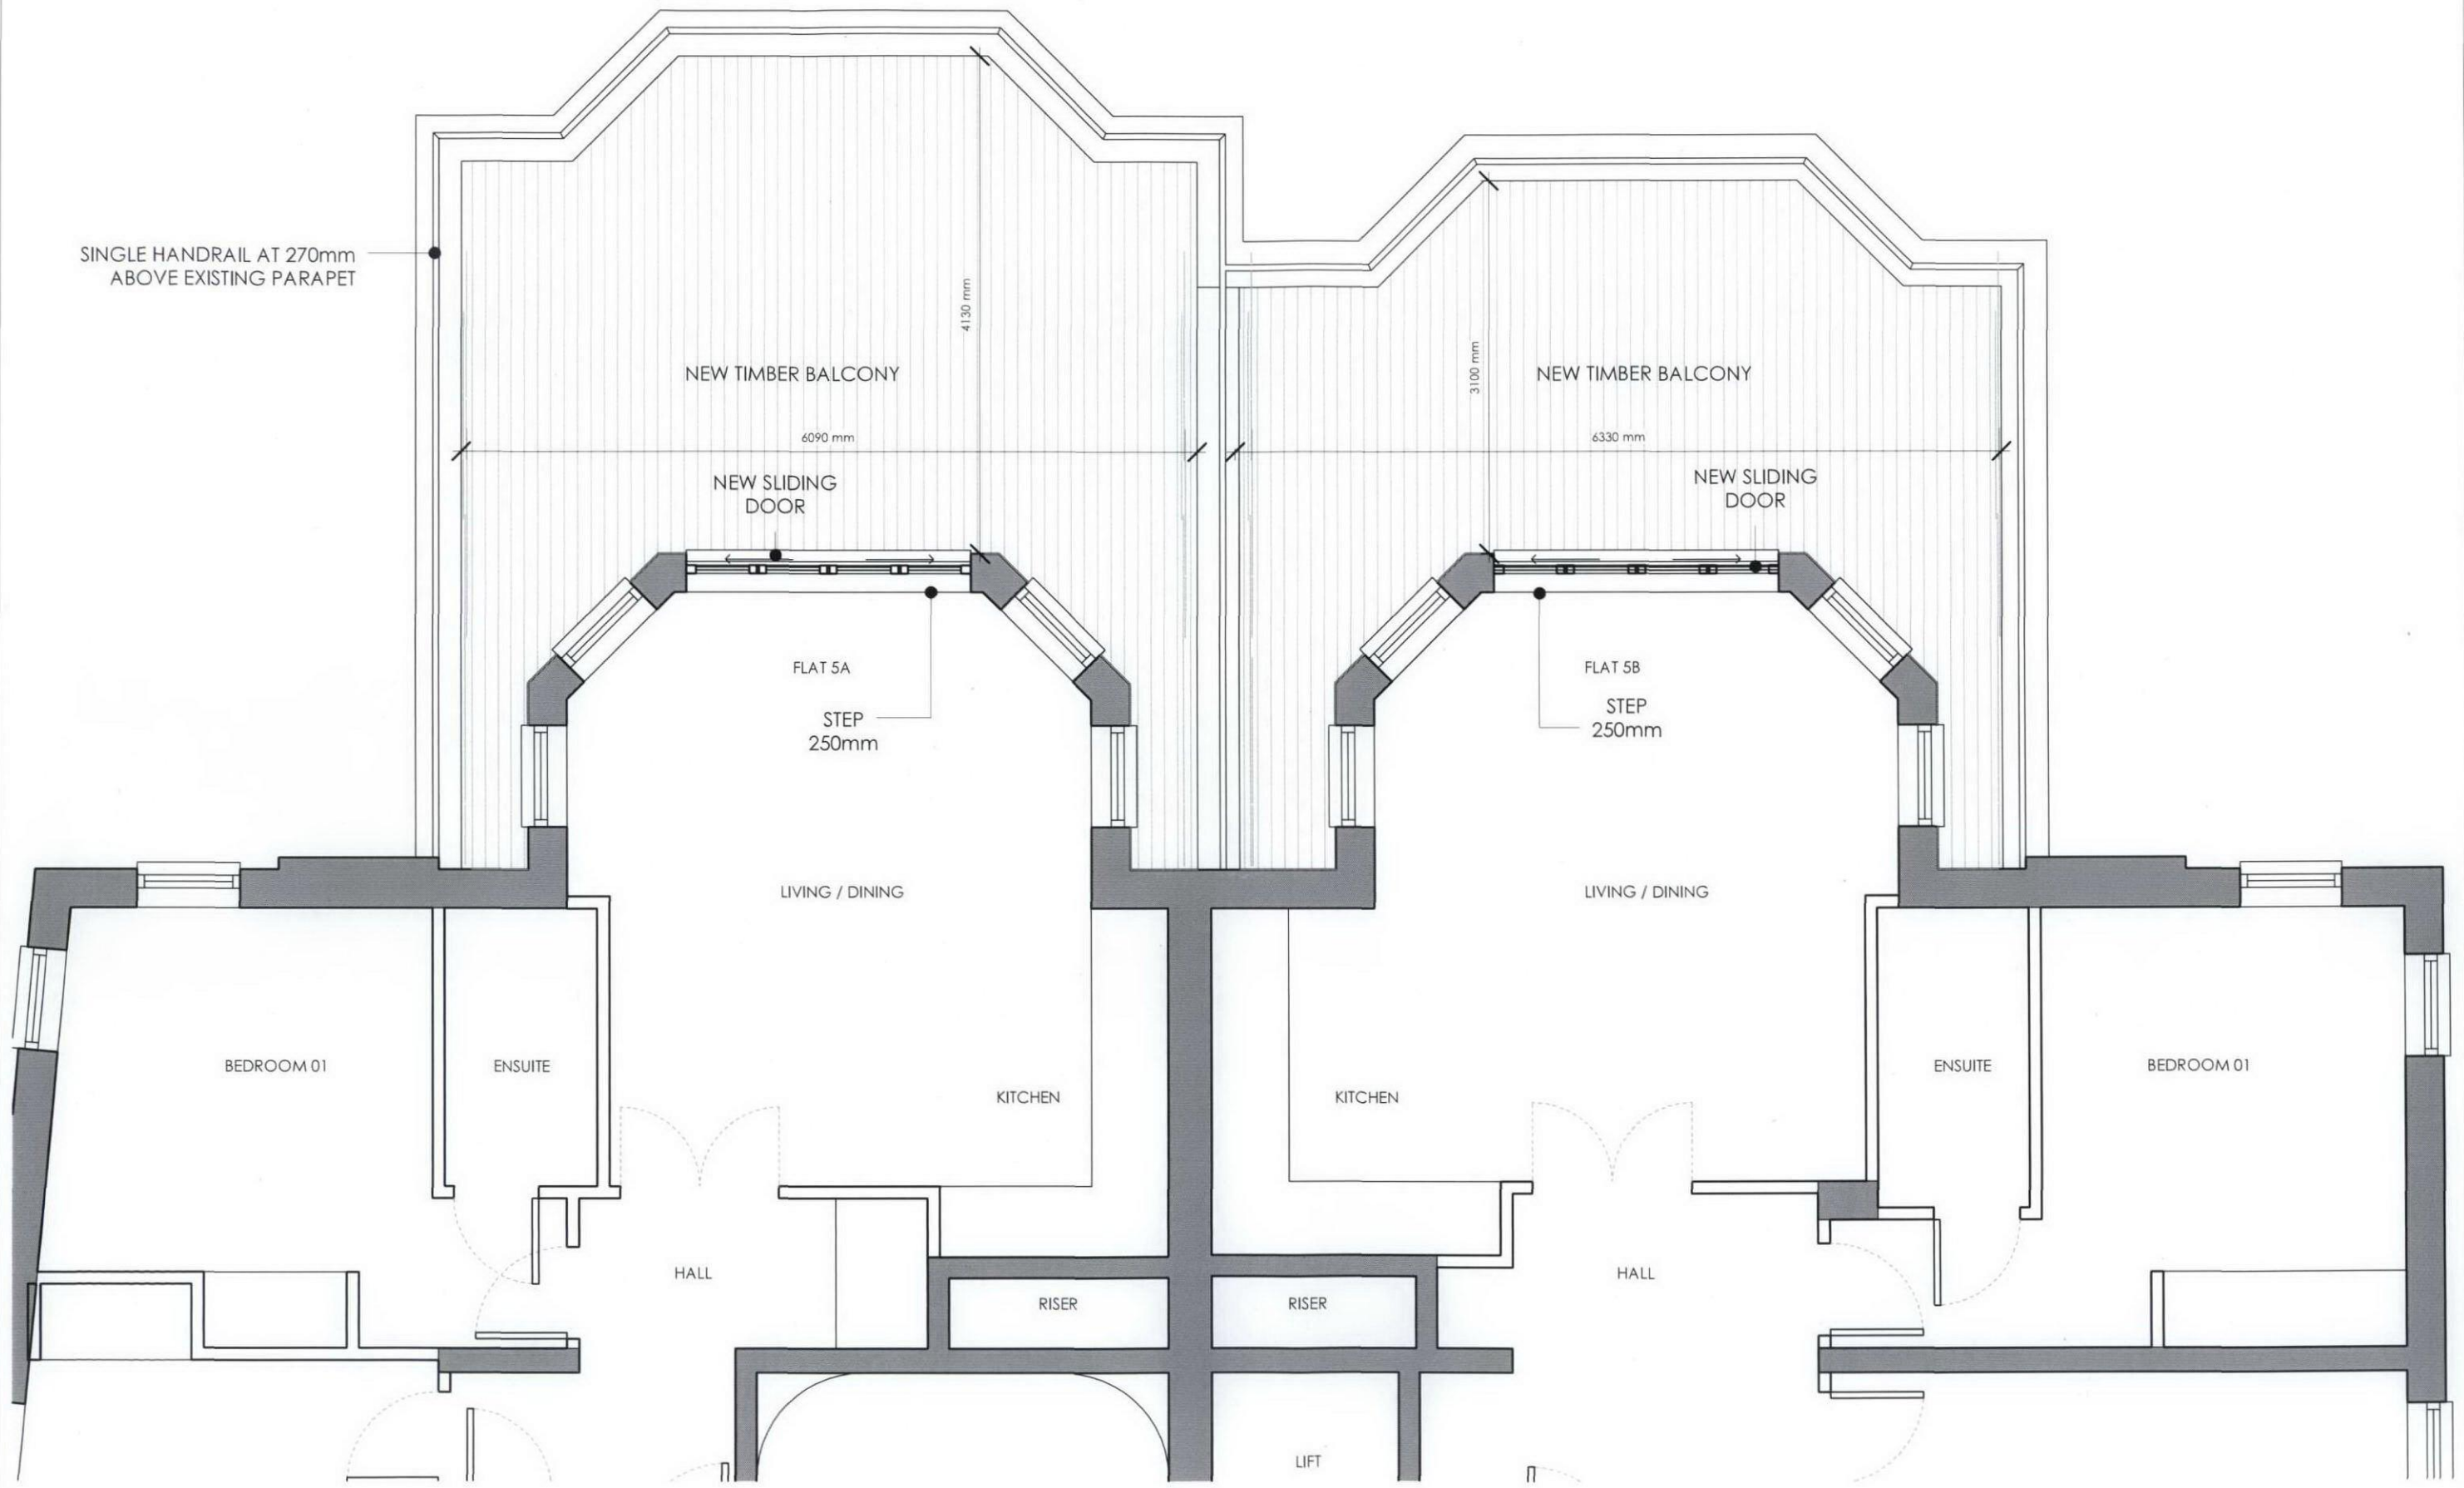 SINGLE HANDRAIL AT 270mm
ABOVE EXISTING PARAPET
4130 mm
NEW TIMBER BALCONY
6090 mm
NEW SLIDING
DOOR
3100 mm
NEW TIMBER BALCONY
6330 mm
NEW SLIDING
DOOR
FLAT 5A
STEP
250mm
FLAT 5B
STEP
250mm
LIVING / DINING
LIVING / DINING
BEDROOM 01
ENSUITE
KITCHEN
KITCHEN
ENSUITE
BEDROOM 01
HALL
RISER
RISER
HALL
LIFT